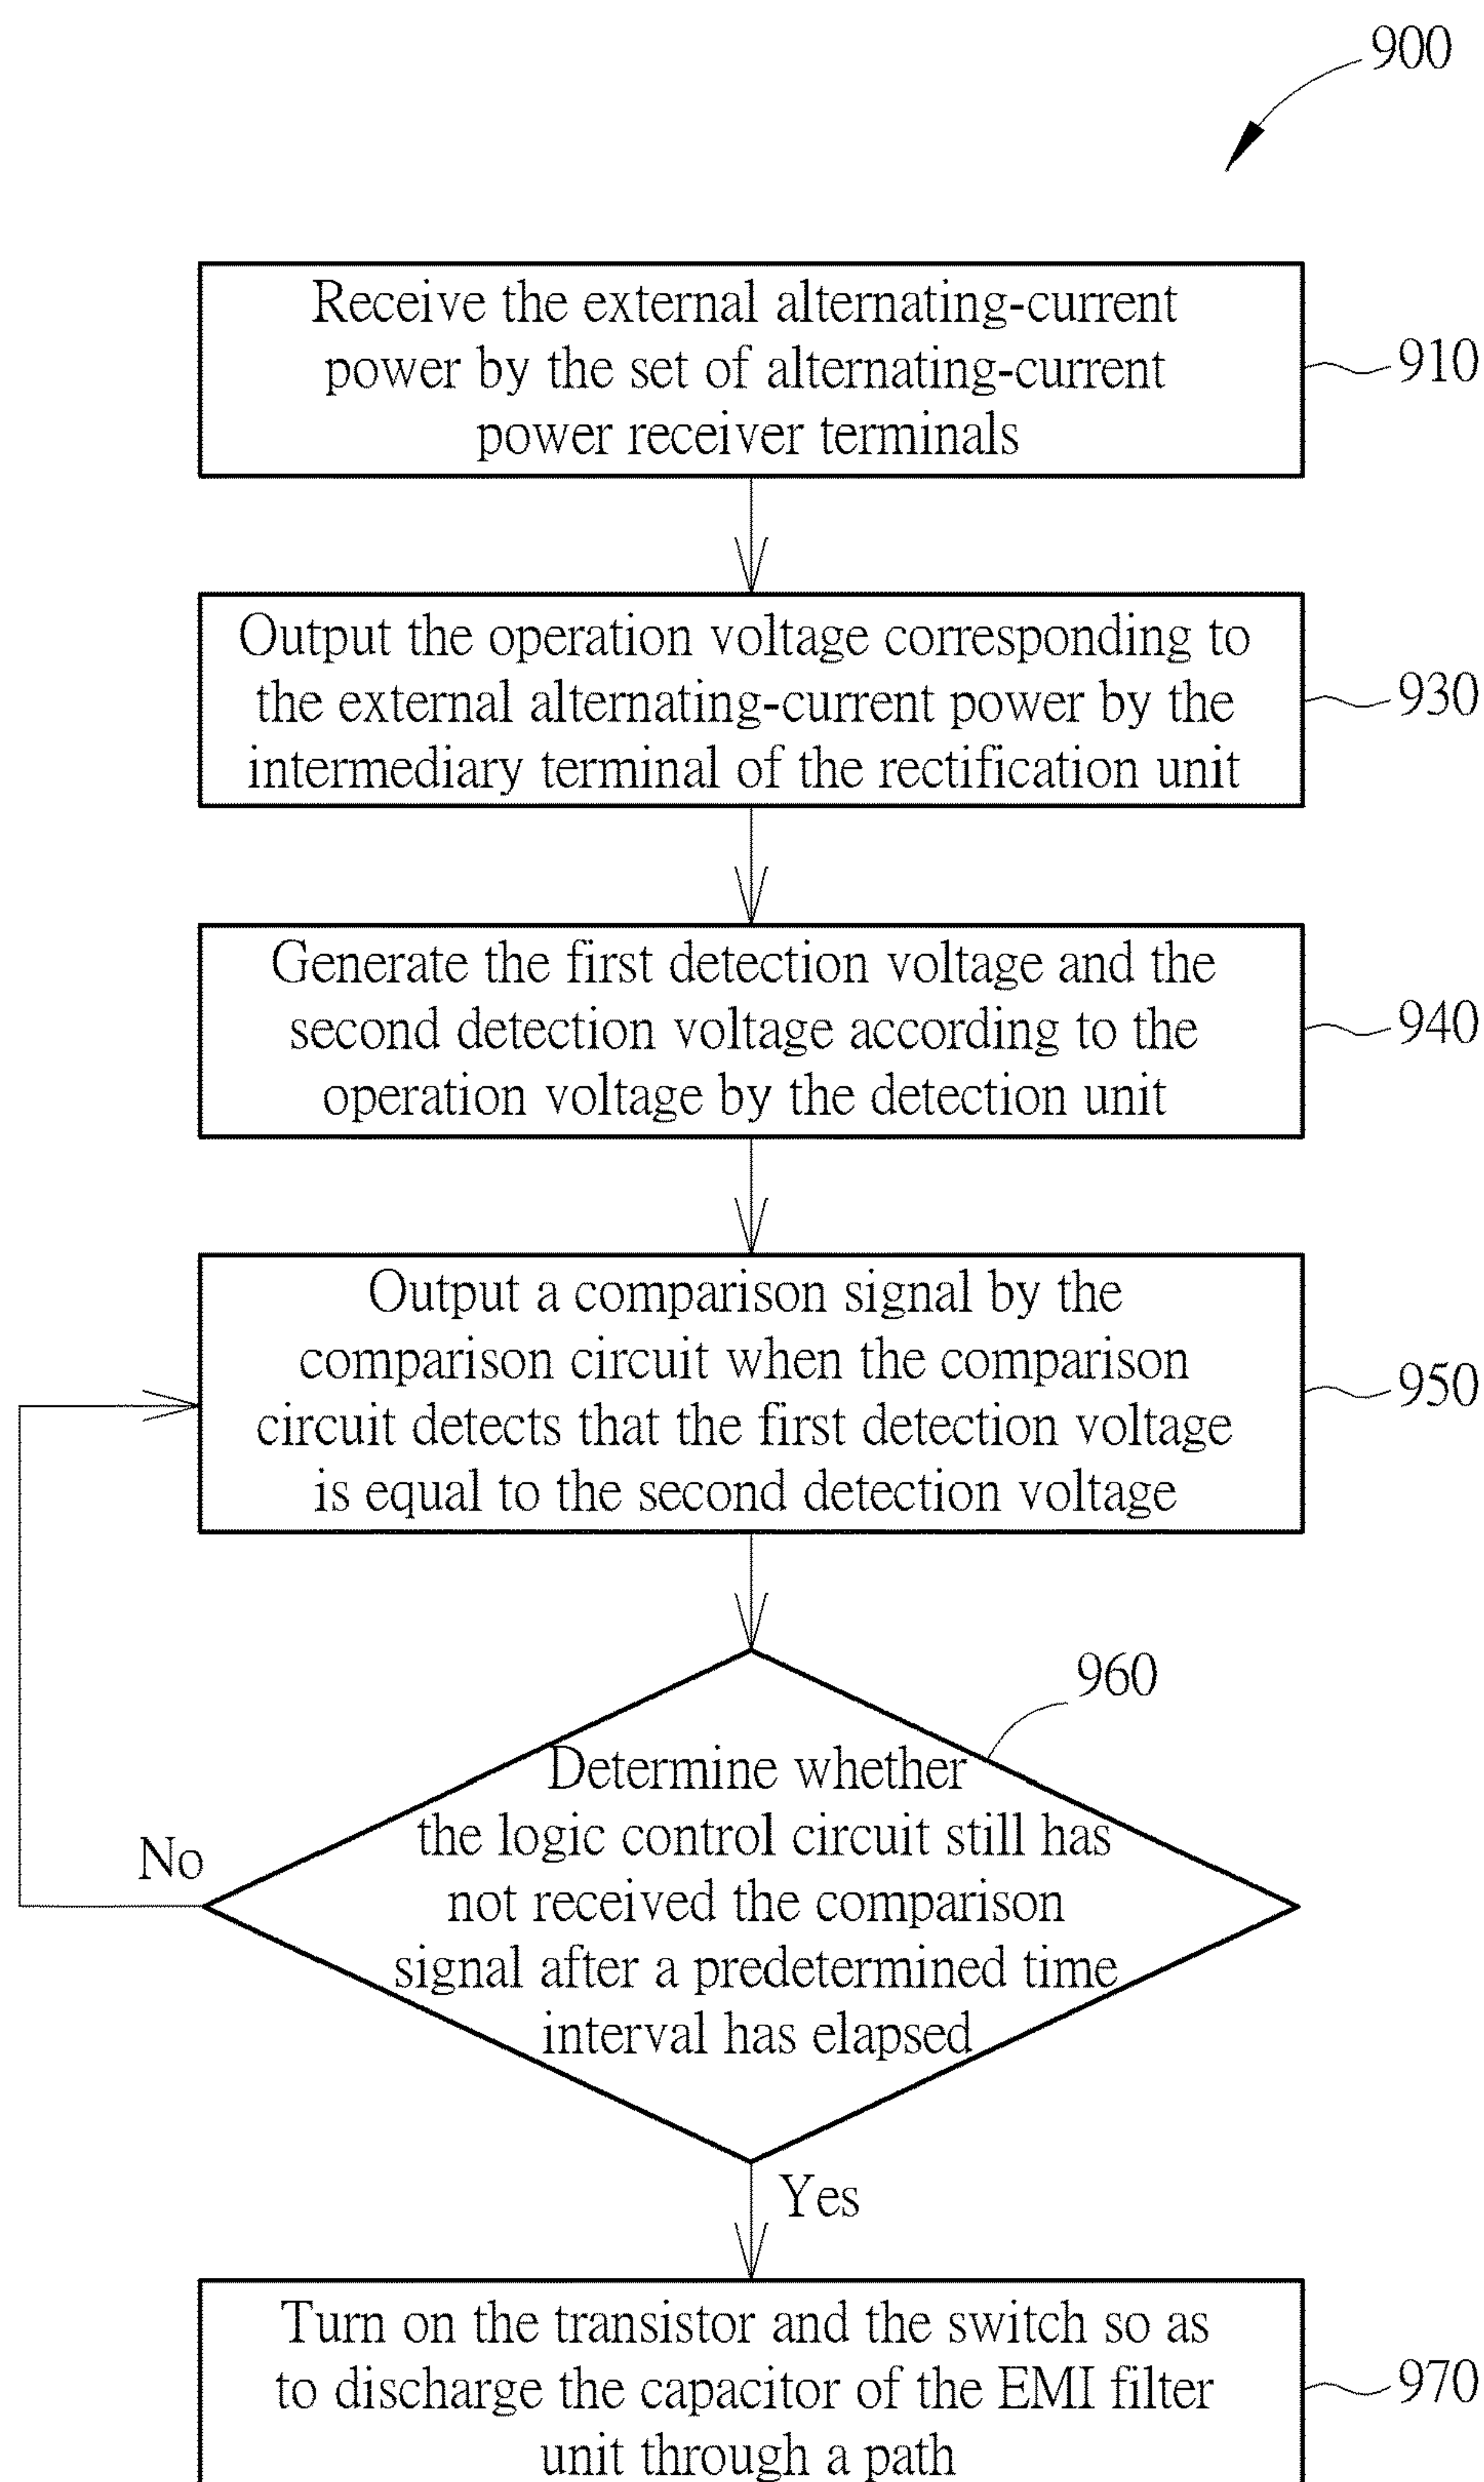 900
Receive the external alternating-current
power by the set of alternating-current
power receiver terminals
910
Output the operation voltage corresponding to
the external alternating-current power by the
intermediary terminal of the rectification unit
930
Generate the first detection voltage and the
second detection voltage according to the
operation voltage by the detection unit
940
Output a comparison signal by the
comparison circuit when the comparison
circuit detects that the first detection voltage
is equal to the second detection voltage
950
960
Determine whether
the logic control circuit still has
not received the comparison
signal after a predetermined time
interval has elapsed
No
Yes
Turn on the transistor and the switch so as
to discharge the capacitor of the EMI filter
unit through a path
970